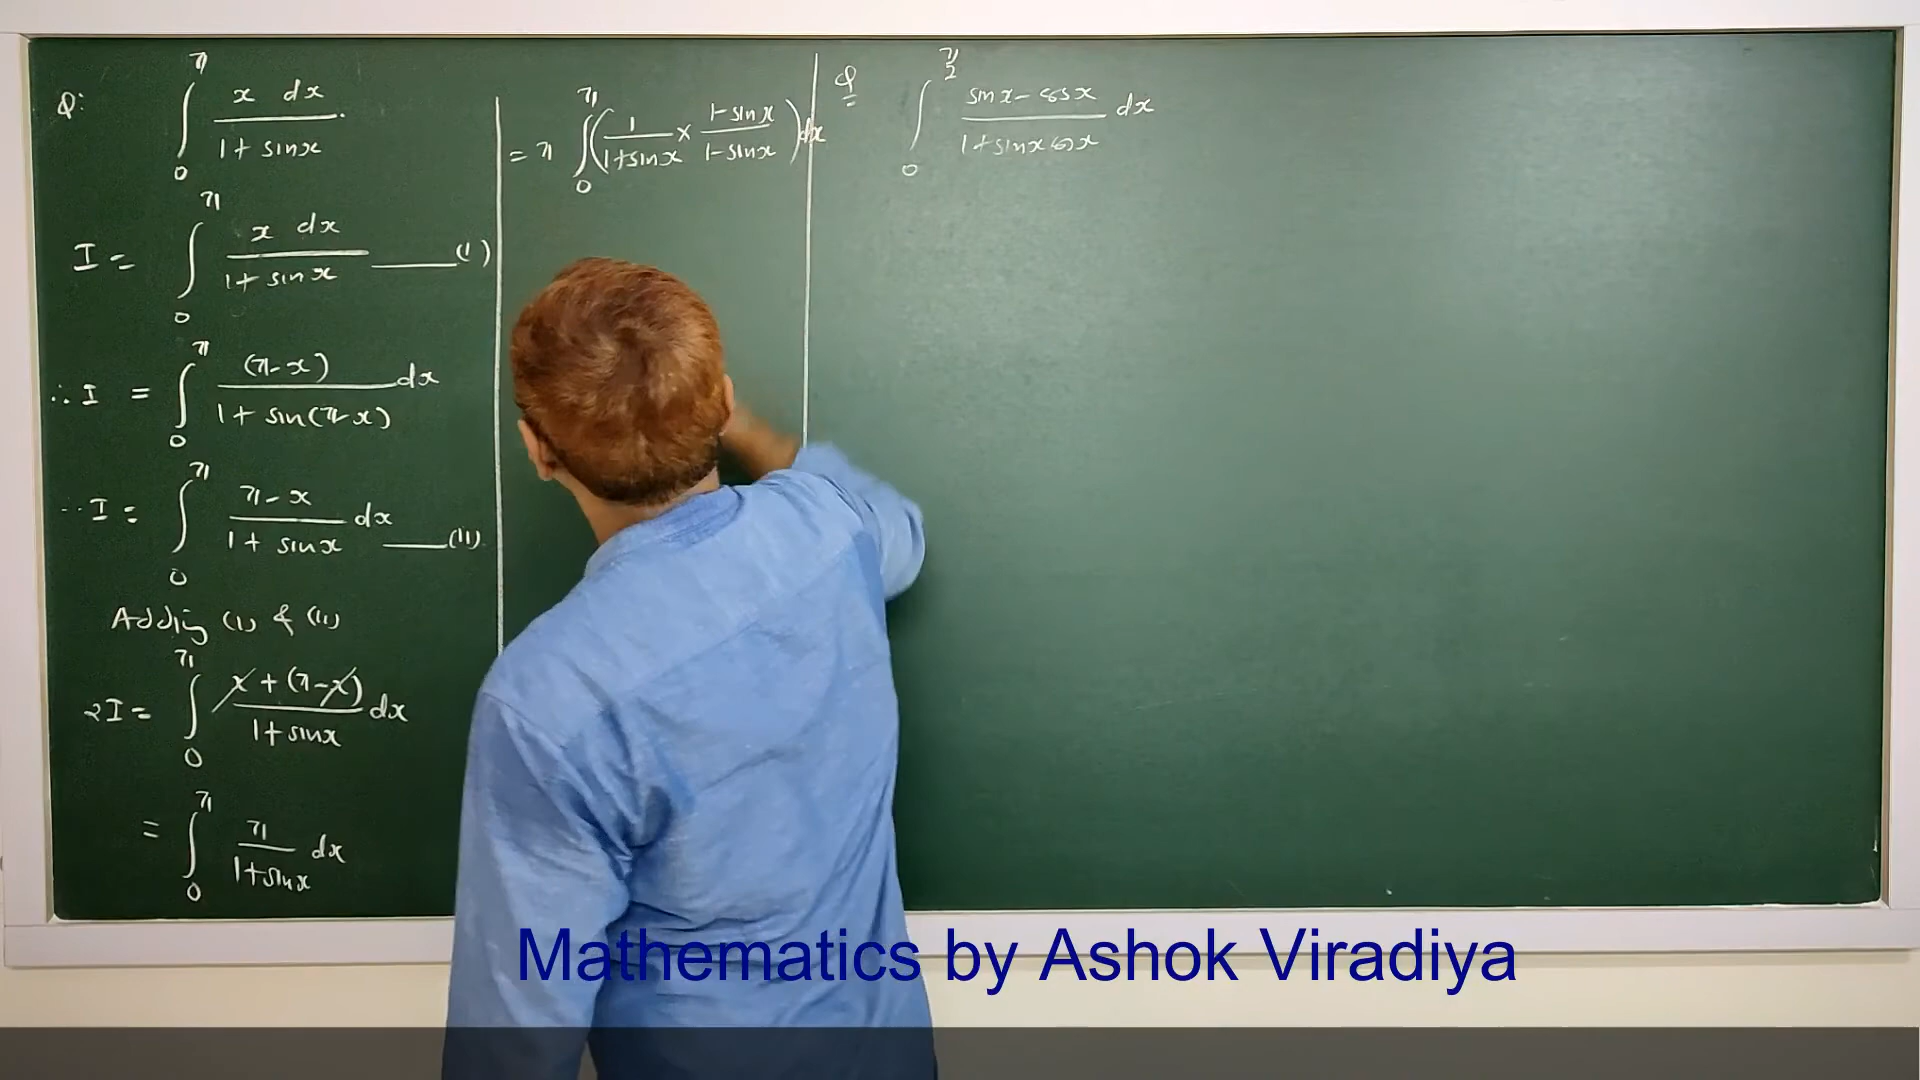 Q: ∫₀^π x dx / (1 + sinx).
I = ∫₀^π x dx / (1 + sinx) ——(i)
∴ I = ∫₀^π (π-x) / (1 + sin(π-x)) dx
∴ I = ∫₀^π (π-x) / (1 + sinx) dx ——(ii)
Adding (i) & (ii)
2I = ∫₀^π (x + (π-x)) / (1+sinx) dx
= ∫₀^π π / (1+sinx) dx
= π ∫₀^π (1/(1+sinx) × (1-sinx)/(1-sinx)) dx
Q ∫₀^(π/2) (sinx - cosx) / (1+sinx cosx) dx
Mathematics by Ashok Viradiya